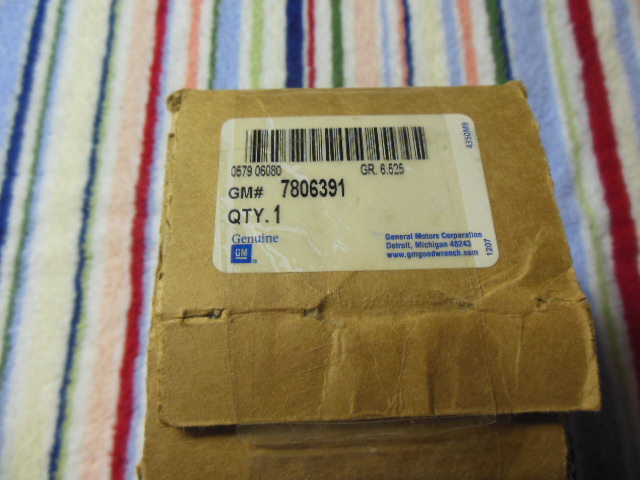 0579 06080 GR. 6.525
GM# 7806391
QTY. 1
Genuine
GM
General Motors Corporation
Detroit, Michigan 48243
www.gmgoodwrench.com
4350M9
1207